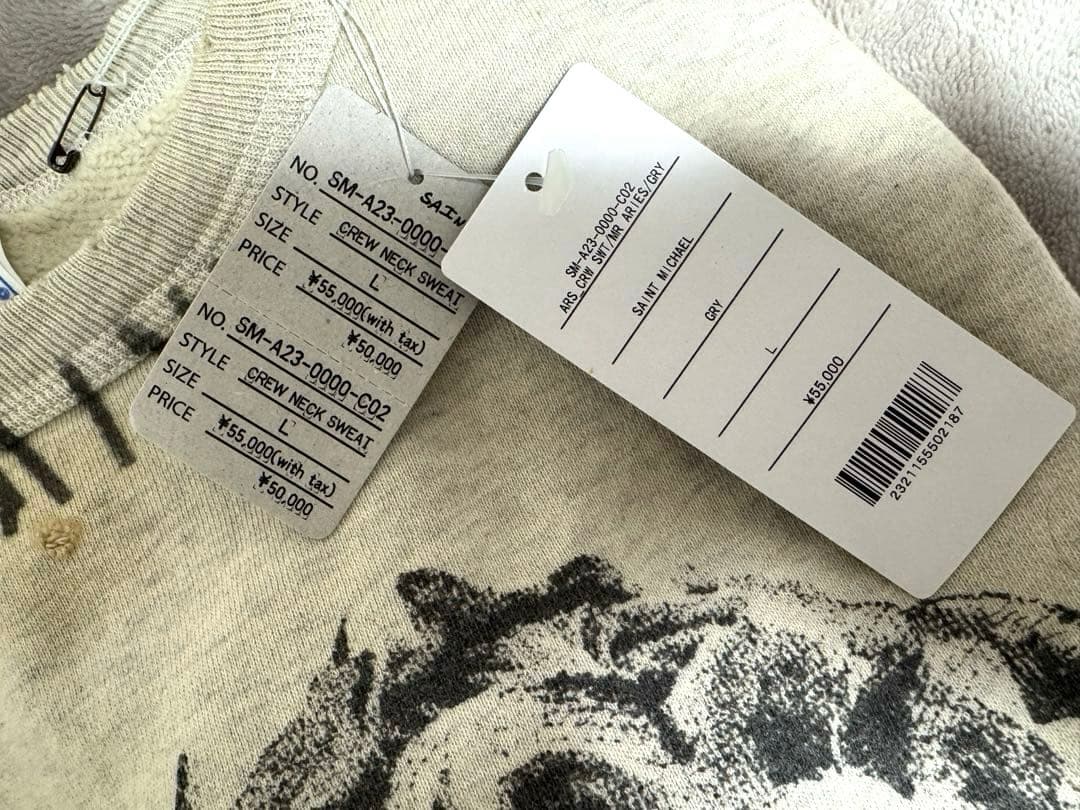 SAIN
NO. SM-A23-0000-
STYLE CREW NECK SWEAT
SIZE L
PRICE ¥55,000(with tax)
¥50,000
NO. SM-A23-0000-C02
STYLE CREW NECK SWEAT
SIZE L
PRICE ¥55,000(with tax)
¥50,000
SM-A23-0000-C02
ARS_CRW SWT/MR ARIES/GRY
SAINT MICHAEL
GRY
L
¥55,000
2321155502187